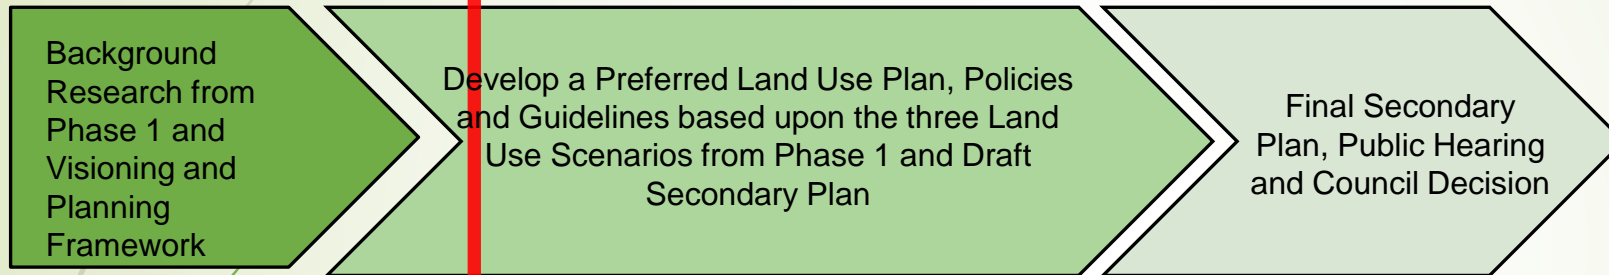 Background
Research from
Phase 1 and
Visioning and
Planning
Framework
Develop a Preferred Land Use Plan, Policies
and Guidelines based upon the three Land
Use Scenarios from Phase 1 and Draft
Secondary Plan
Final Secondary
Plan, Public Hearing
and Council Decision